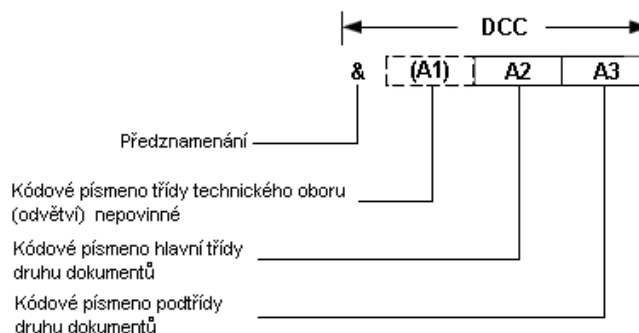 DCC
& (A1) A2 A3
Předznamenání
Kódové písmeno třídy technického oboru
(odvětví) nepovinné
Kódové písmeno hlavní třídy
druhu dokumentů
Kódové písmeno podtřídy
druhu dokumentů